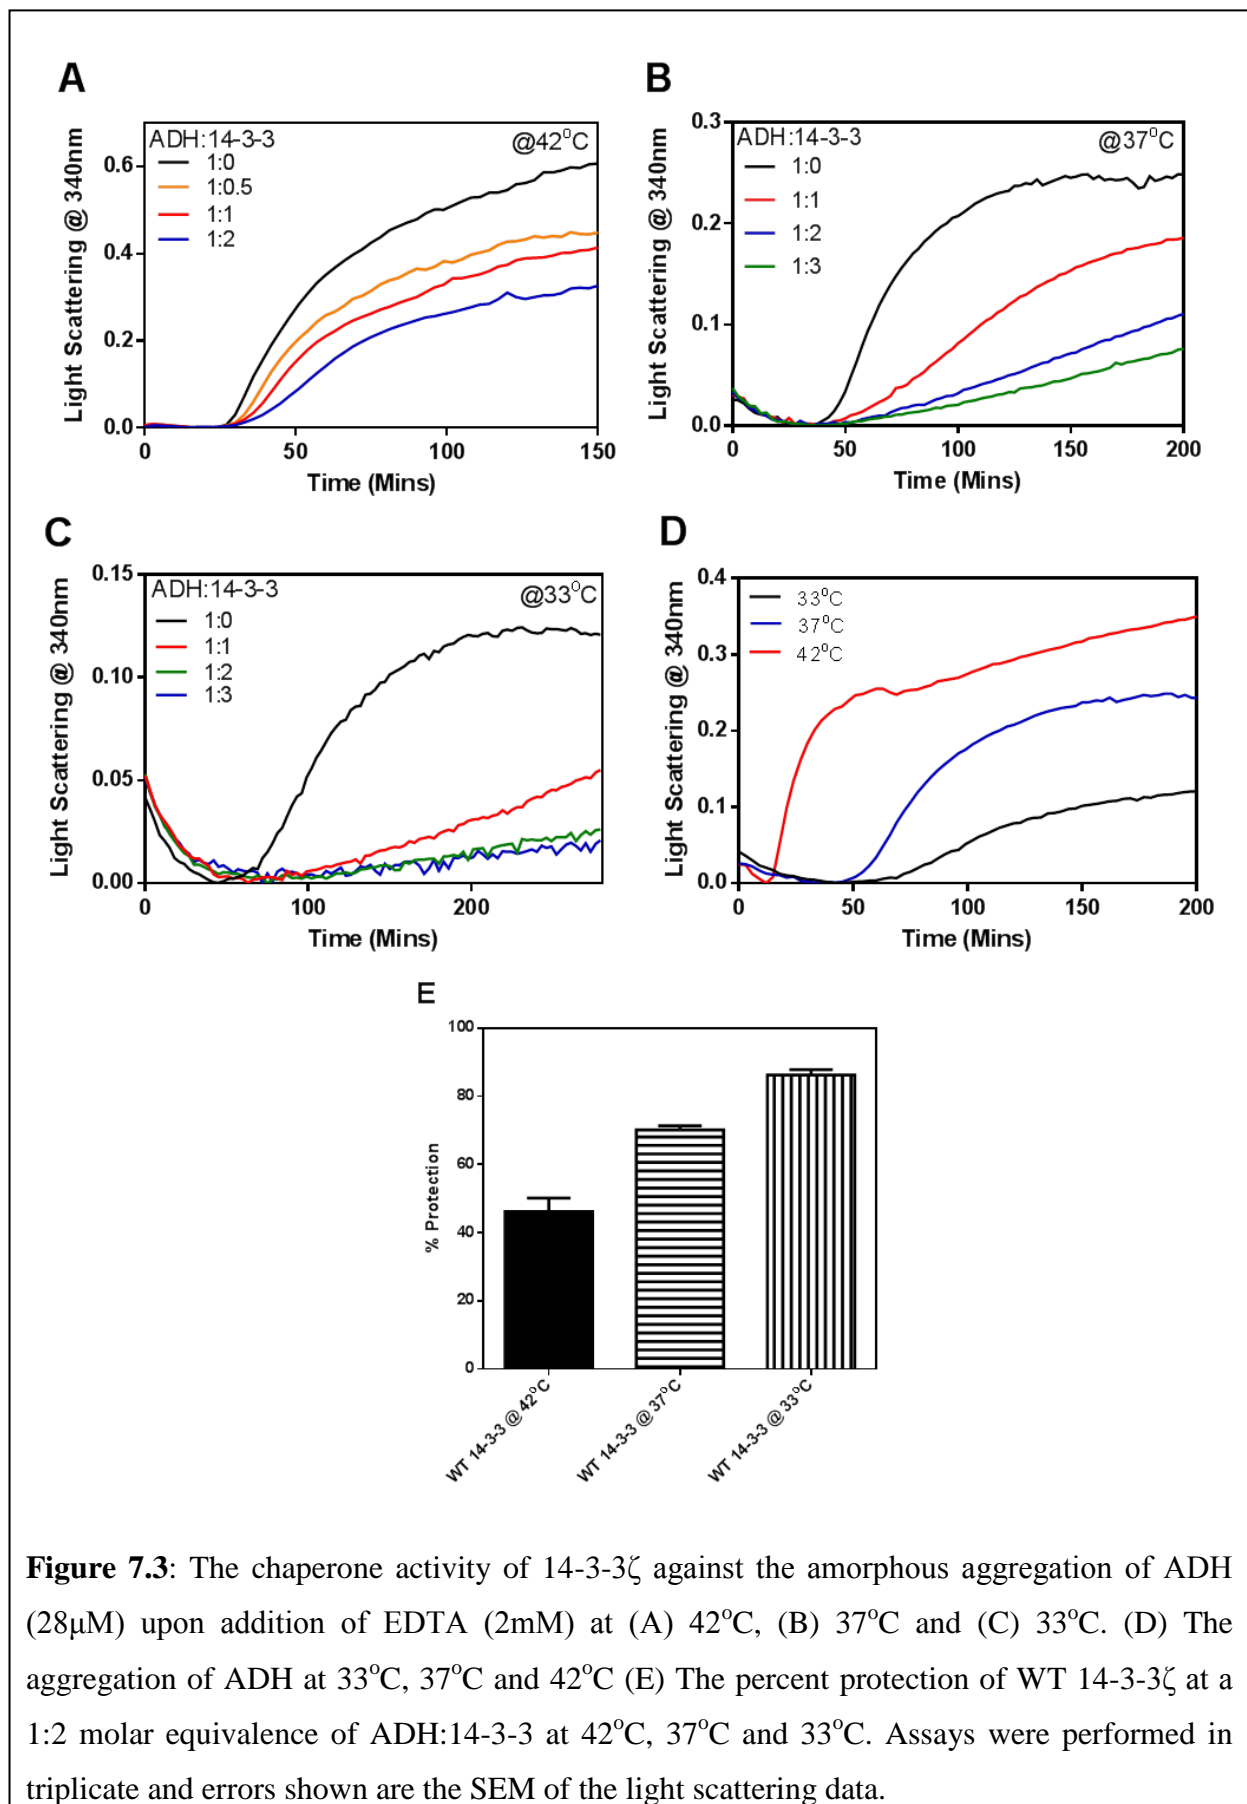 A
ADH:14-3-3
@42°C
1:0
1:0.5
1:1
1:2
Light Scattering @ 340nm
0.6
0.4
0.2
0.0
0
50
100
150
Time (Mins)
B
ADH:14-3-3
@37°C
1:0
1:1
1:2
1:3
Light Scattering @ 340nm
0.3
0.2
0.1
0.0
0
50
100
150
200
Time (Mins)
C
ADH:14-3-3
@33°C
1:0
1:1
1:2
1:3
Light Scattering @ 340nm
0.15
0.10
0.05
0.00
0
100
200
Time (Mins)
D
33°C
37°C
42°C
Light Scattering @ 340nm
0.4
0.3
0.2
0.1
0.0
0
50
100
150
200
Time (Mins)
E
% Protection
100
80
60
40
20
0
WT 14-3-3 @ 42°C
WT 14-3-3 @ 37°C
WT 14-3-3 @ 33°C
Figure 7.3: The chaperone activity of 14-3-3ζ against the amorphous aggregation of ADH
(28μM) upon addition of EDTA (2mM) at (A) 42°C, (B) 37°C and (C) 33°C. (D) The
aggregation of ADH at 33°C, 37°C and 42°C (E) The percent protection of WT 14-3-3ζ at a
1:2 molar equivalence of ADH:14-3-3 at 42°C, 37°C and 33°C. Assays were performed in
triplicate and errors shown are the SEM of the light scattering data.